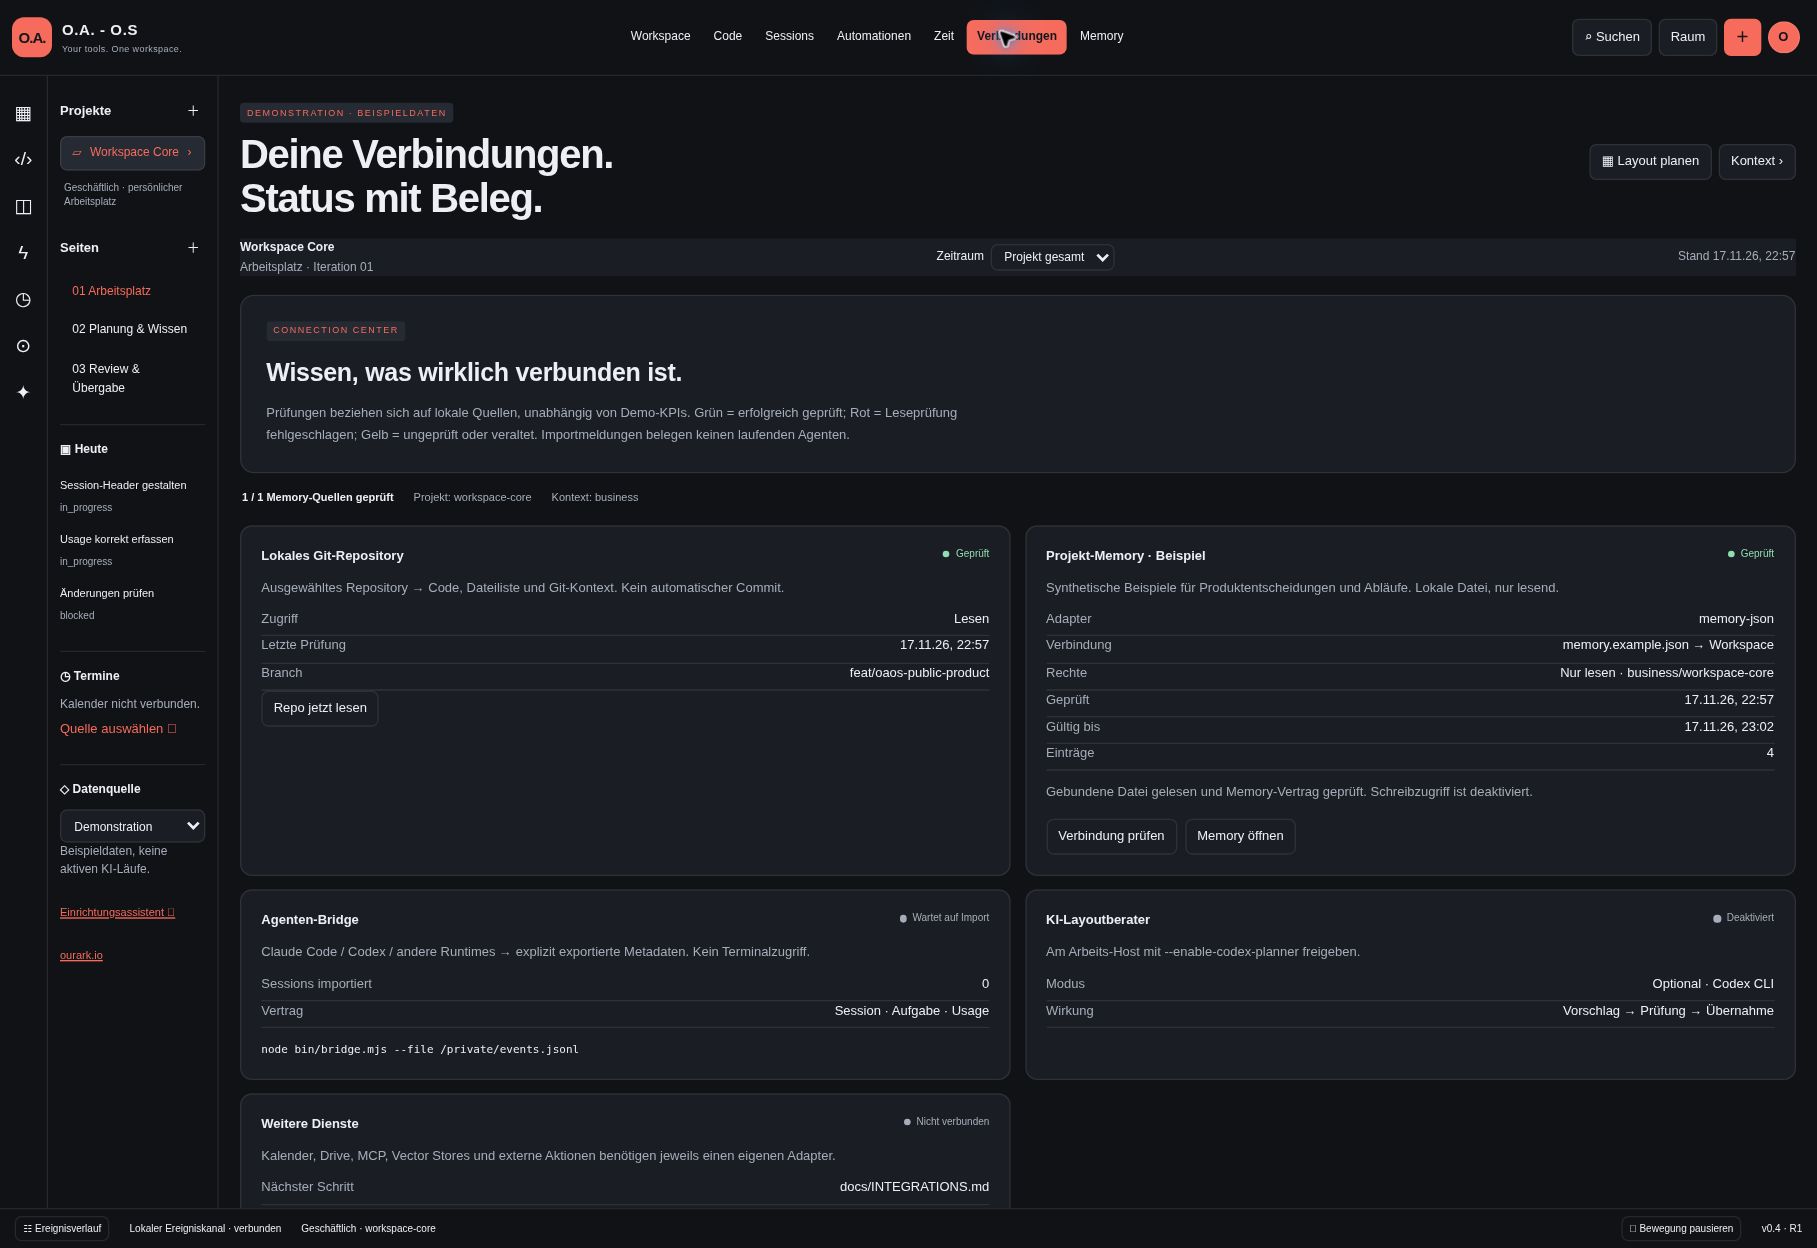 O.A.
O.A. - O.S
Your tools. One workspace.
Workspace
Code
Sessions
Automationen
Zeit
Verbindungen
Memory
Suchen
Raum
+
O
Projekte
+
Workspace Core ›
Geschäftlich · persönlicher
Arbeitsplatz
Seiten
+
01 Arbeitsplatz
02 Planung & Wissen
03 Review &
Übergabe
Heute
Session-Header gestalten
in_progress
Usage korrekt erfassen
in_progress
Änderungen prüfen
blocked
Termine
Kalender nicht verbunden.
Quelle auswählen
Datenquelle
Demonstration
Beispieldaten, keine
aktiven KI-Läufe.
Einrichtungsassistent
ourark.io
DEMONSTRATION · BEISPIELDATEN
Deine Verbindungen.
Status mit Beleg.
Layout planen
Kontext ›
Workspace Core
Arbeitsplatz · Iteration 01
Zeitraum
Projekt gesamt
Stand 17.11.26, 22:57
CONNECTION CENTER
Wissen, was wirklich verbunden ist.
Prüfungen beziehen sich auf lokale Quellen, unabhängig von Demo-KPIs. Grün = erfolgreich geprüft; Rot = Leseprüfung
fehlgeschlagen; Gelb = ungeprüft oder veraltet. Importmeldungen belegen keinen laufenden Agenten.
1 / 1 Memory-Quellen geprüft
Projekt: workspace-core
Kontext: business
Lokales Git-Repository
Geprüft
Ausgewähltes Repository → Code, Dateiliste und Git-Kontext. Kein automatischer Commit.
Zugriff
Lesen
Letzte Prüfung
17.11.26, 22:57
Branch
feat/oaos-public-product
Repo jetzt lesen
Projekt-Memory · Beispiel
Geprüft
Synthetische Beispiele für Produktentscheidungen und Abläufe. Lokale Datei, nur lesend.
Adapter
memory-json
Verbindung
memory.example.json → Workspace
Rechte
Nur lesen · business/workspace-core
Geprüft
17.11.26, 22:57
Gültig bis
17.11.26, 23:02
Einträge
4
Gebundene Datei gelesen und Memory-Vertrag geprüft. Schreibzugriff ist deaktiviert.
Verbindung prüfen
Memory öffnen
Agenten-Bridge
Wartet auf Import
Claude Code / Codex / andere Runtimes → explizit exportierte Metadaten. Kein Terminalzugriff.
Sessions importiert
0
Vertrag
Session · Aufgabe · Usage
node bin/bridge.mjs --file /private/events.jsonl
KI-Layoutberater
Deaktiviert
Am Arbeits-Host mit --enable-codex-planner freigeben.
Modus
Optional · Codex CLI
Wirkung
Vorschlag → Prüfung → Übernahme
Weitere Dienste
Nicht verbunden
Kalender, Drive, MCP, Vector Stores und externe Aktionen benötigen jeweils einen eigenen Adapter.
Nächster Schritt
docs/INTEGRATIONS.md
Ereignisverlauf
Lokaler Ereigniskanal · verbunden
Geschäftlich · workspace-core
Bewegung pausieren
v0.4 · R1